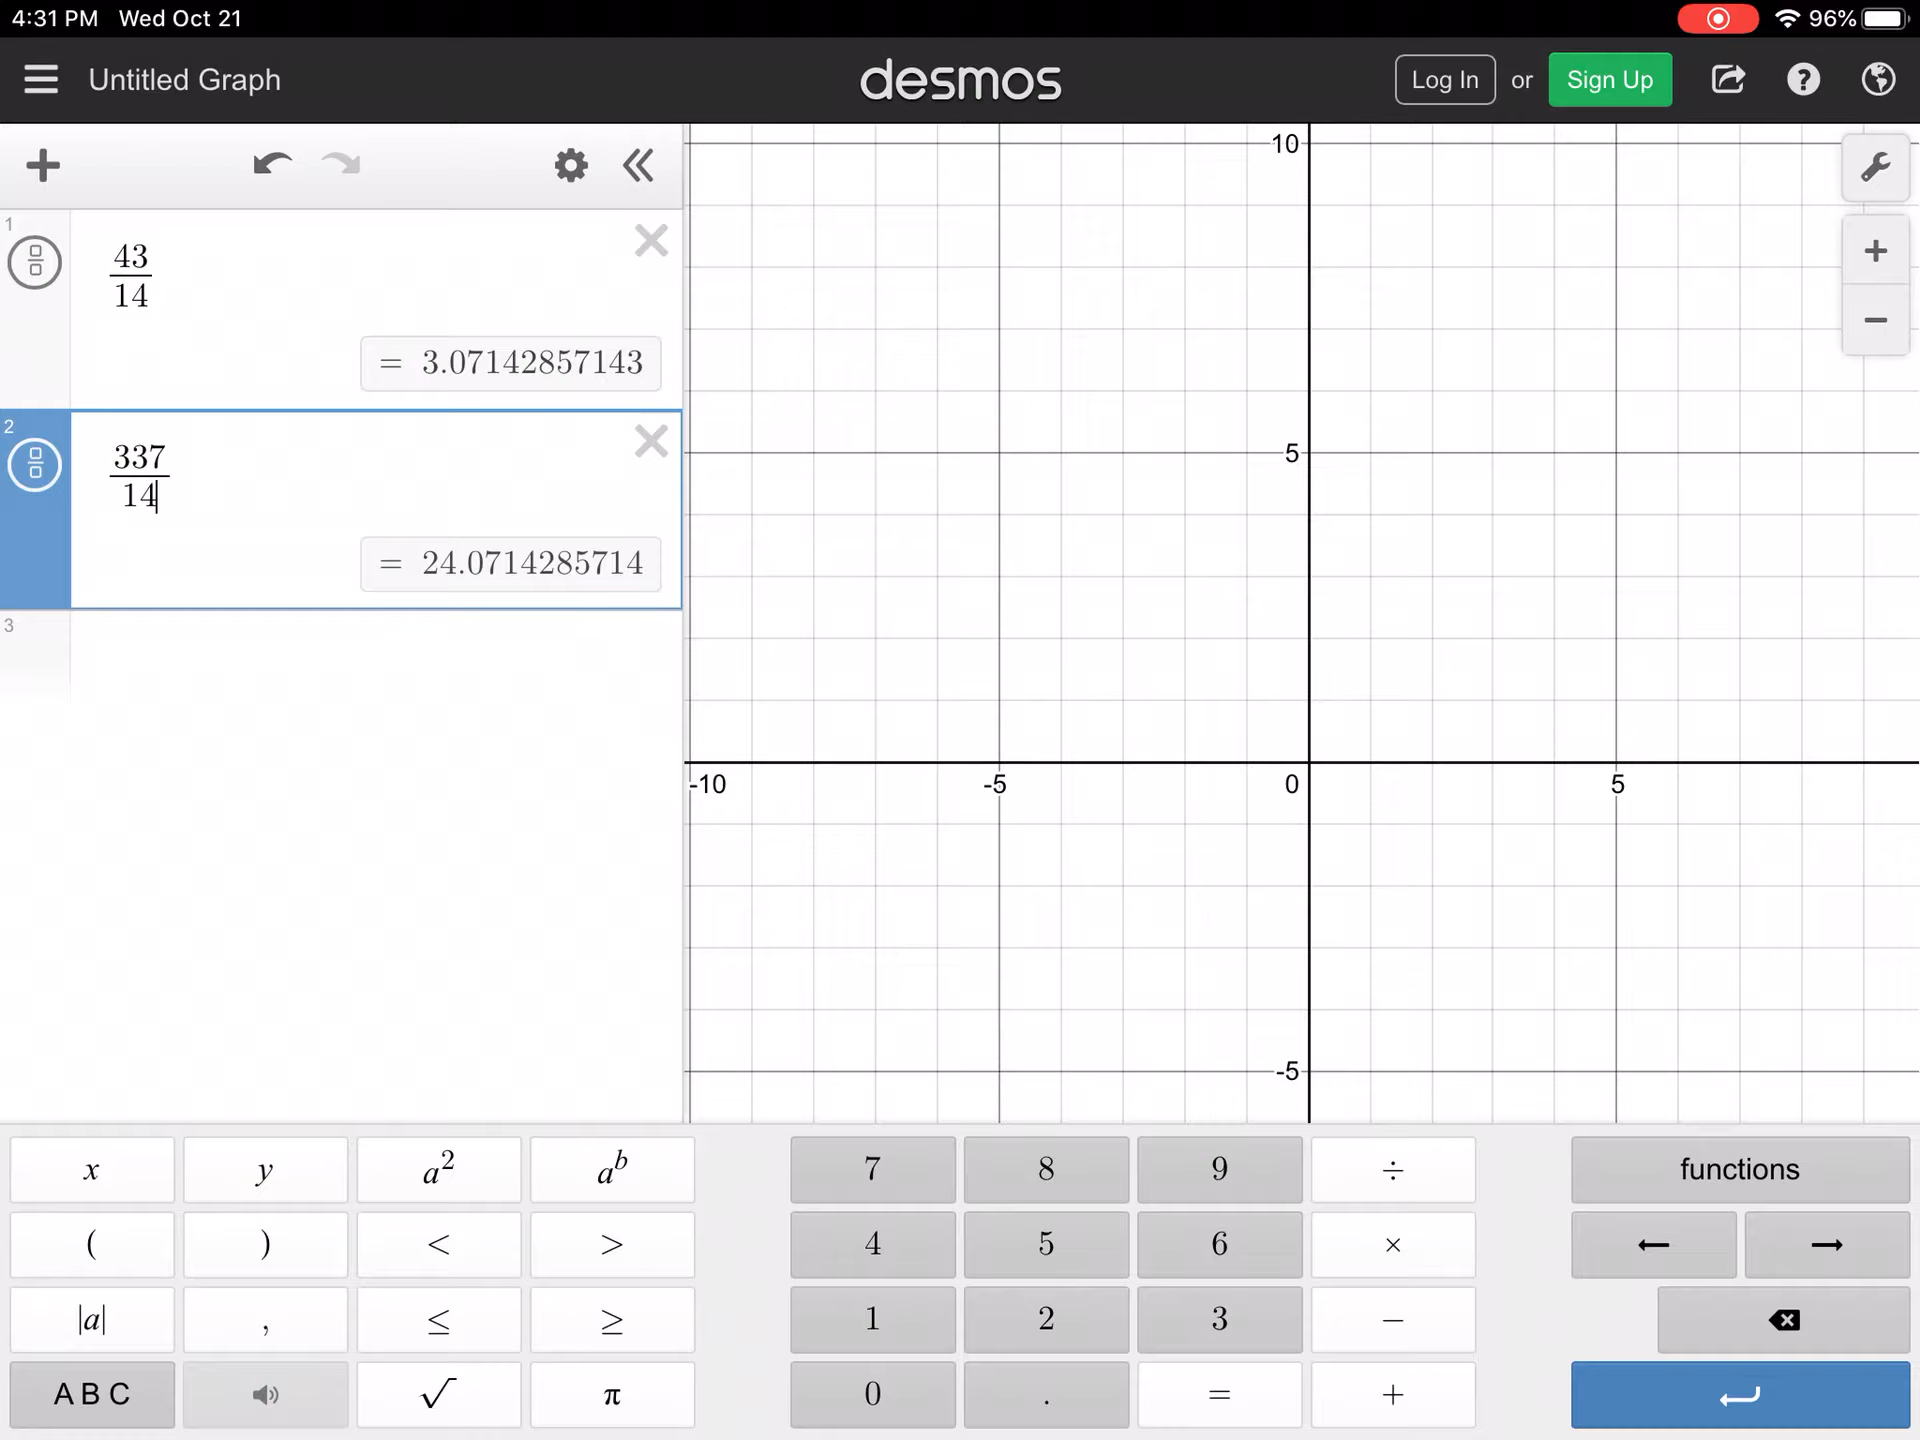 4:31 PM Wed Oct 21 96%
Untitled Graph desmos Log In or Sign Up
1
43
14
= 3.07142857143
2
337
14
= 24.0714285714
3
10
5
-10 -5 0 5
-5
x y a² aᵇ 7 8 9 ÷ functions
( ) < > 4 5 6 × ← →
|a| , ≤ ≥ 1 2 3 −
A B C √ π 0 . = +